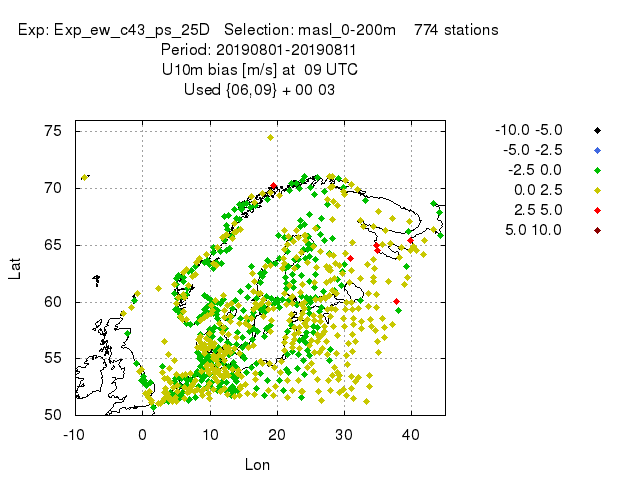 Exp: Exp_ew_c43_ps_25D   Selection: masl_0-200m    774 stations
Period: 20190801-20190811
U10m bias [m/s] at  09 UTC
Used {06,09} + 00 03
-10.0 -5.0
-5.0 -2.5
-2.5 0.0
0.0 2.5
2.5 5.0
5.0 10.0
75
70
65
60
55
50
Lat
-10 0 10 20 30 40
Lon